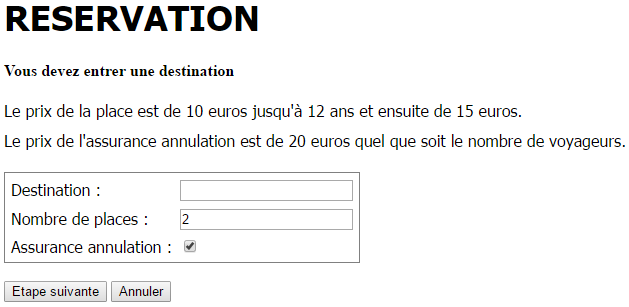 RESERVATION
Vous devez entrer une destination
Le prix de la place est de 10 euros jusqu'à 12 ans et ensuite de 15 euros.
Le prix de l'assurance annulation est de 20 euros quel que soit le nombre de voyageurs.
Destination :
Nombre de places : 2
Assurance annulation :
Etape suivante Annuler